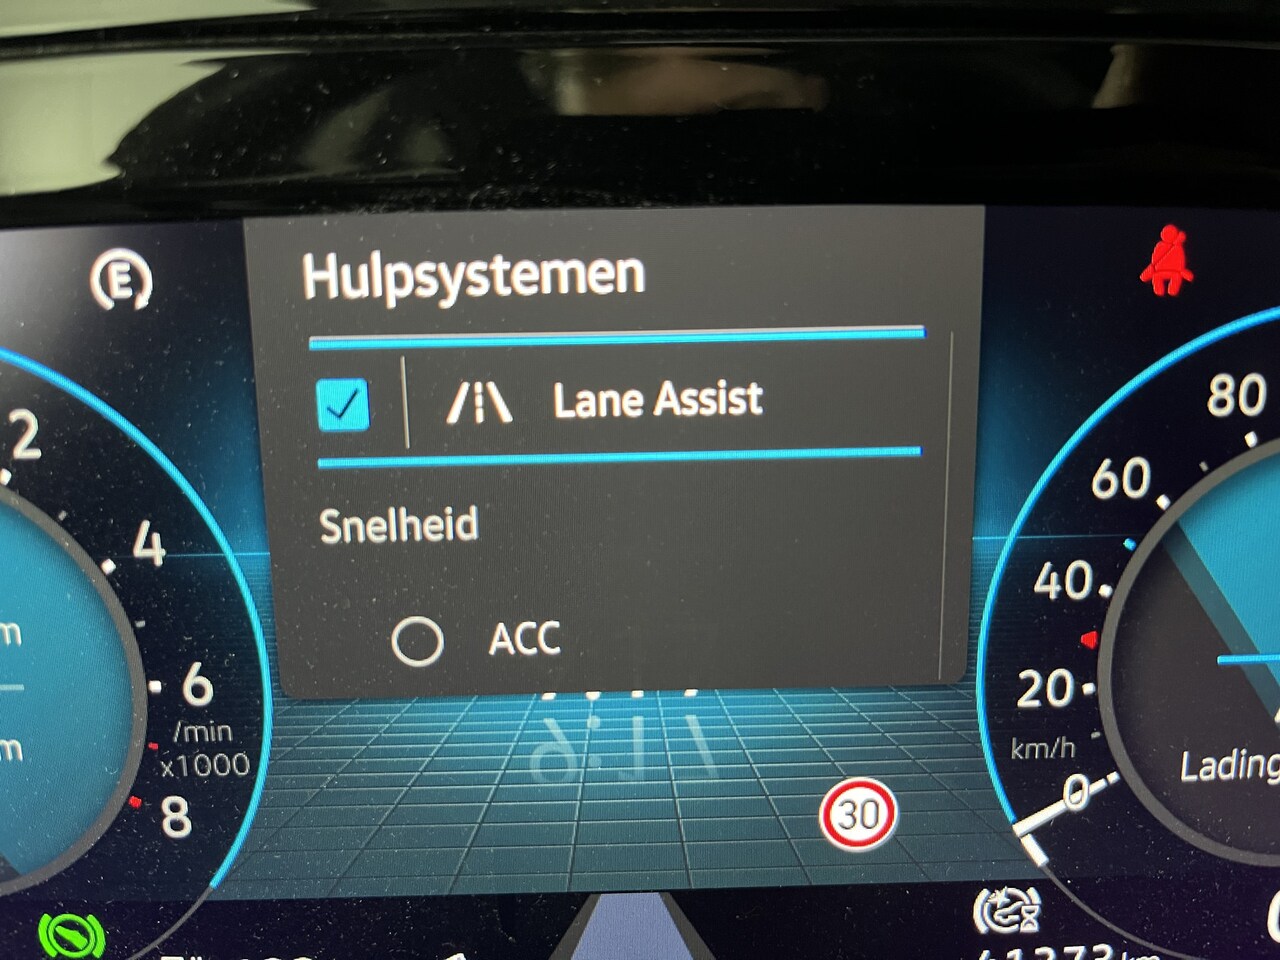 E
Hulpsystemen
Lane Assist
Snelheid
ACC
2
4
6
/min
x1000
8
m
m
80
60
40
20
km/h
0
30
Lading